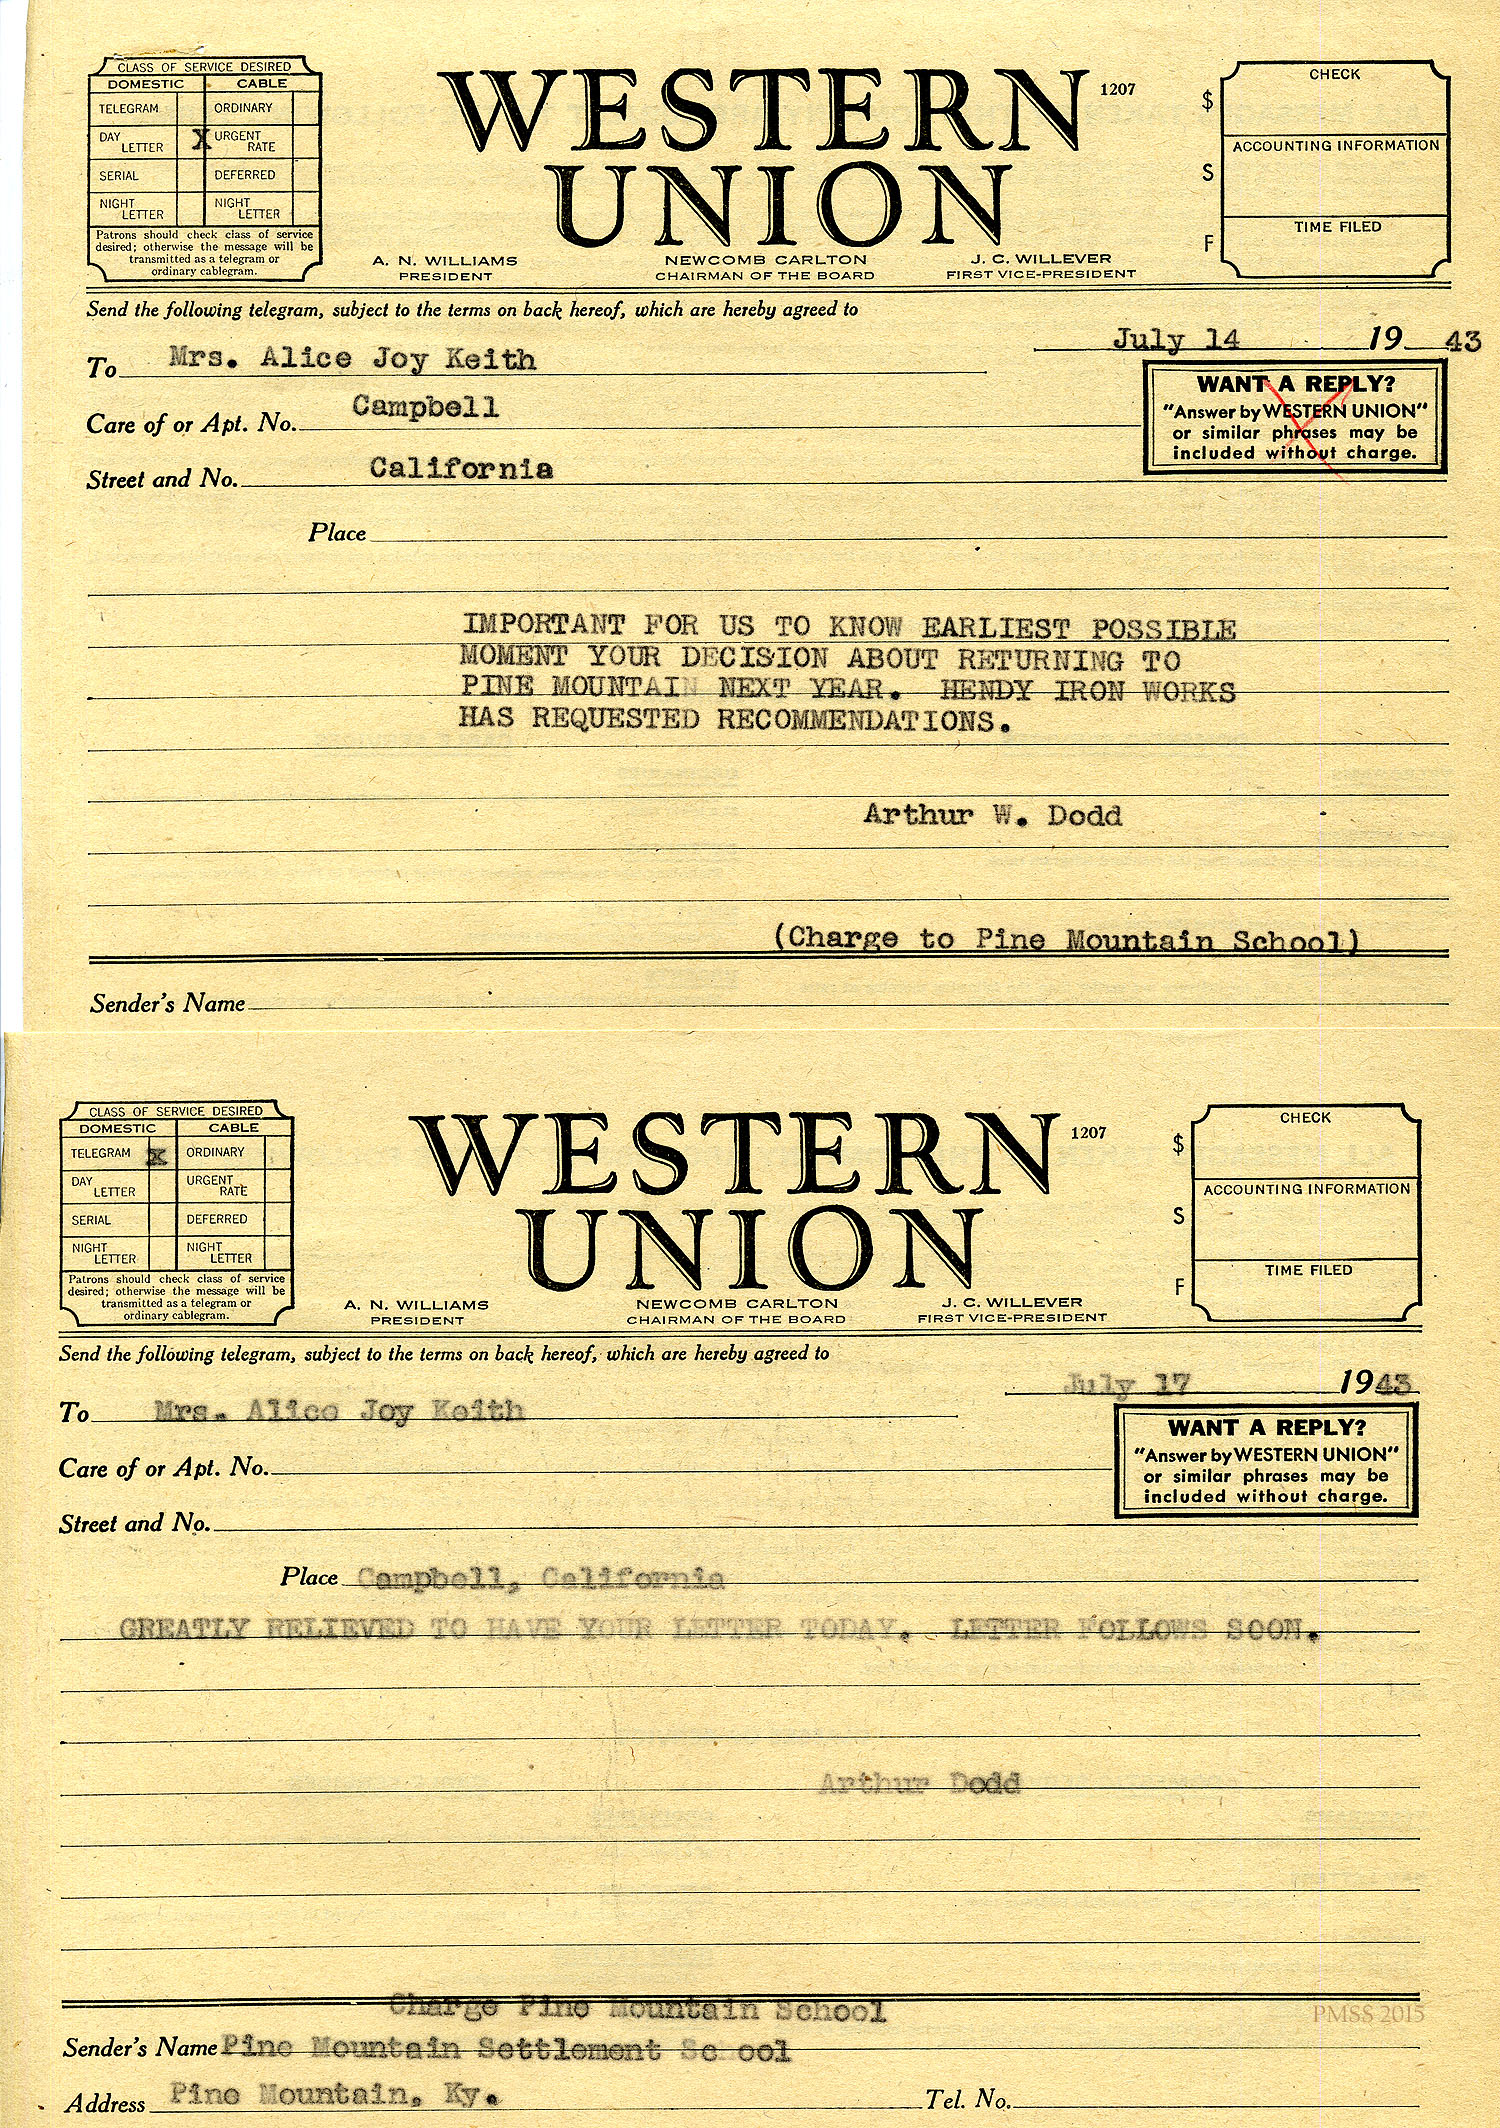 CLASS OF SERVICE DESIRED
DOMESTIC CABLE
TELEGRAM ORDINARY
DAY LETTER X URGENT RATE
SERIAL DEFERRED
NIGHT LETTER NIGHT LETTER
Patrons should check class of service
desired; otherwise the message will be
transmitted as a telegram or
ordinary cablegram.
WESTERN
UNION
1207
A. N. WILLIAMS
PRESIDENT
NEWCOMB CARLTON
CHAIRMAN OF THE BOARD
J. C. WILLEVER
FIRST VICE-PRESIDENT
$
S
F
CHECK
ACCOUNTING INFORMATION
TIME FILED
Send the following telegram, subject to the terms on back hereof, which are hereby agreed to
July 14 1943
To Mrs. Alice Joy Keith
WANT A REPLY?
"Answer by WESTERN UNION"
or similar phrases may be
included without charge.
Care of or Apt. No. Campbell
Street and No. California
Place
IMPORTANT FOR US TO KNOW EARLIEST POSSIBLE
MOMENT YOUR DECISION ABOUT RETURNING TO
PINE MOUNTAIN NEXT YEAR. HENDY IRON WORKS
HAS REQUESTED RECOMMENDATIONS.
Arthur W. Dodd
(Charge to Pine Mountain School)
Sender's Name
CLASS OF SERVICE DESIRED
DOMESTIC CABLE
TELEGRAM X ORDINARY
DAY LETTER URGENT RATE
SERIAL DEFERRED
NIGHT LETTER NIGHT LETTER
Patrons should check class of service
desired; otherwise the message will be
transmitted as a telegram or
ordinary cablegram.
WESTERN
UNION
1207
A. N. WILLIAMS
PRESIDENT
NEWCOMB CARLTON
CHAIRMAN OF THE BOARD
J. C. WILLEVER
FIRST VICE-PRESIDENT
$
S
F
CHECK
ACCOUNTING INFORMATION
TIME FILED
Send the following telegram, subject to the terms on back hereof, which are hereby agreed to
July 17 1943
To Mrs. Alice Joy Keith
WANT A REPLY?
"Answer by WESTERN UNION"
or similar phrases may be
included without charge.
Care of or Apt. No.
Street and No.
Place Campbell, California
GREATLY RELIEVED TO HAVE YOUR LETTER TODAY. LETTER FOLLOWS SOON.
Arthur Dodd
Charge Pine Mountain School
PMSS 2015
Sender's Name Pine Mountain Settlement Sc ool
Address Pine Mountain, Ky. Tel. No.